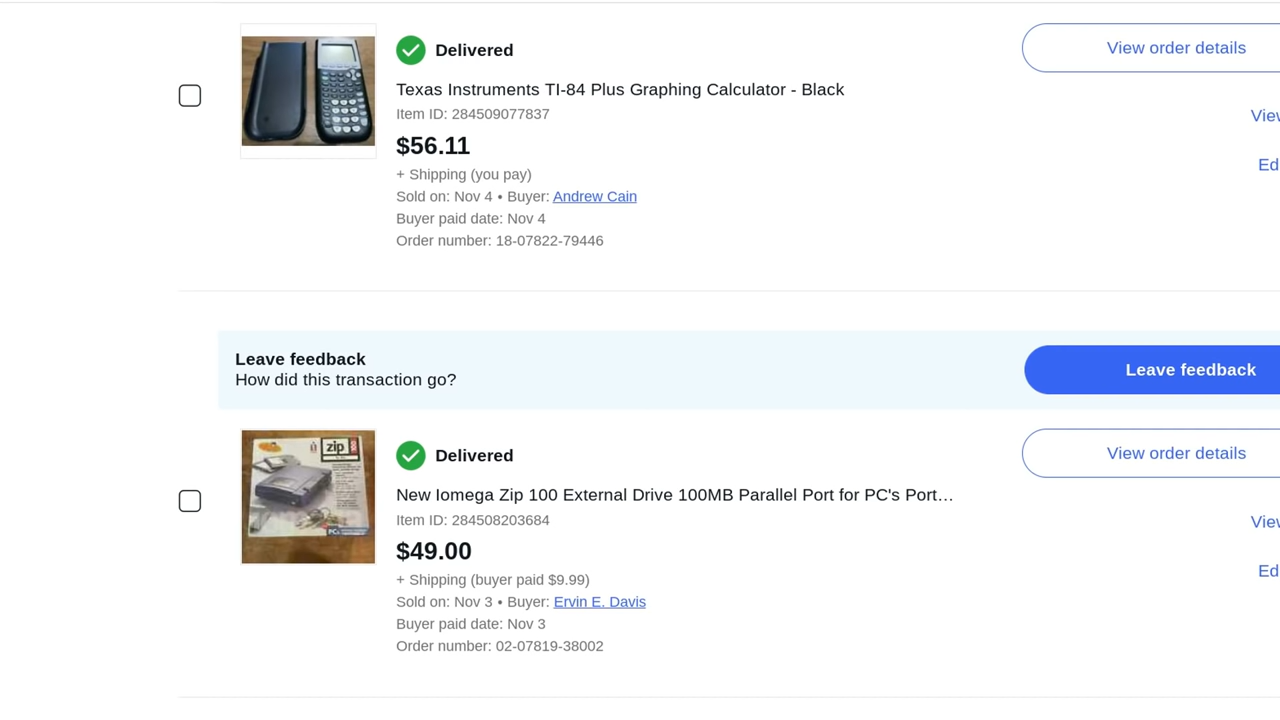 Delivered
View order details
Texas Instruments TI-84 Plus Graphing Calculator - Black
Item ID: 284509077837
$56.11
+ Shipping (you pay)
Sold on: Nov 4 • Buyer: Andrew Cain
Buyer paid date: Nov 4
Order number: 18-07822-79446
Leave feedback
How did this transaction go?
Leave feedback
zip
Delivered
View order details
New Iomega Zip 100 External Drive 100MB Parallel Port for PC's Port…
Item ID: 284508203684
$49.00
+ Shipping (buyer paid $9.99)
Sold on: Nov 3 • Buyer: Ervin E. Davis
Buyer paid date: Nov 3
Order number: 02-07819-38002